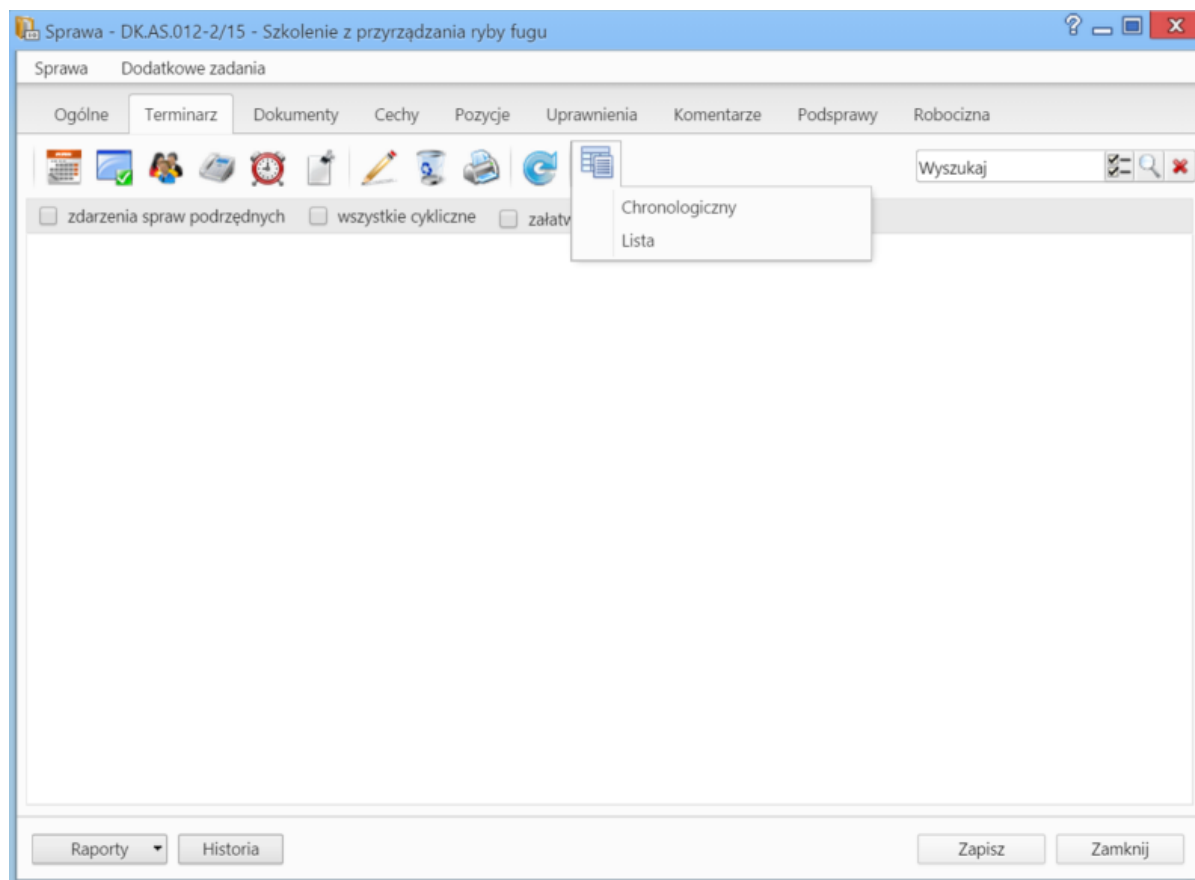 Sprawa - DK.AS.012-2/15 - Szkolenie z przyrządzania ryby fugu
Sprawa Dodatkowe zadania
Ogólne Terminarz Dokumenty Cechy Pozycje Uprawnienia Komentarze Podsprawy Robocizna
Wyszukaj
zdarzenia spraw podrzędnych wszystkie cykliczne załatw
Chronologiczny
Lista
Raporty Historia Zapisz Zamknij